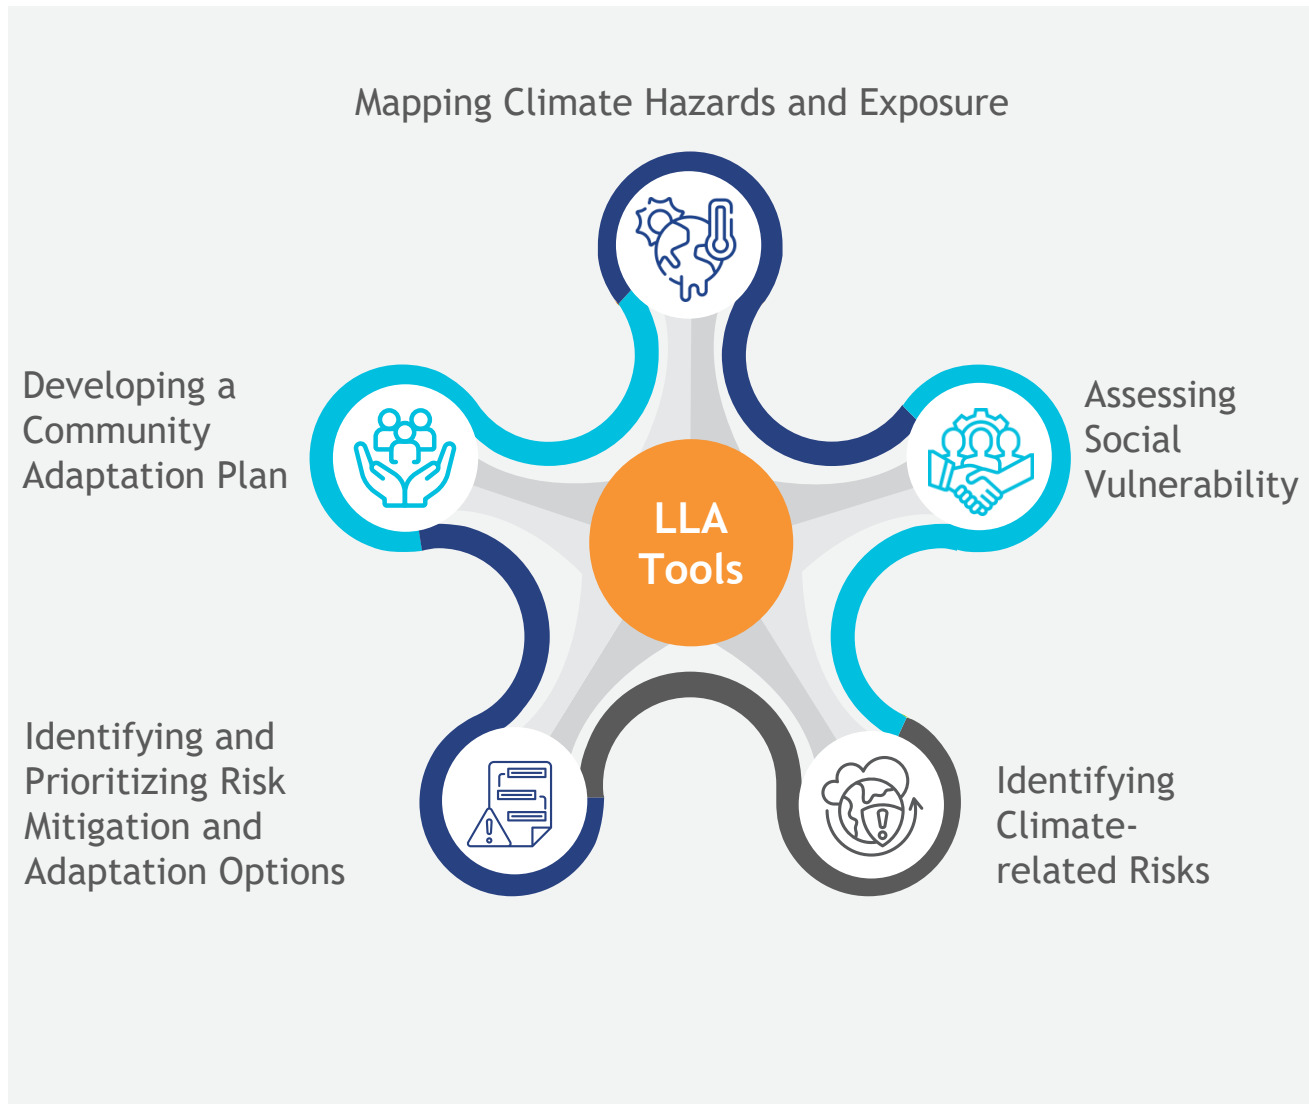 Mapping Climate Hazards and Exposure
Developing a
Community
Adaptation Plan
Assessing
Social
Vulnerability
LLA
Tools
Identifying and
Prioritizing Risk
Mitigation and
Adaptation Options
Identifying
Climate-
related Risks